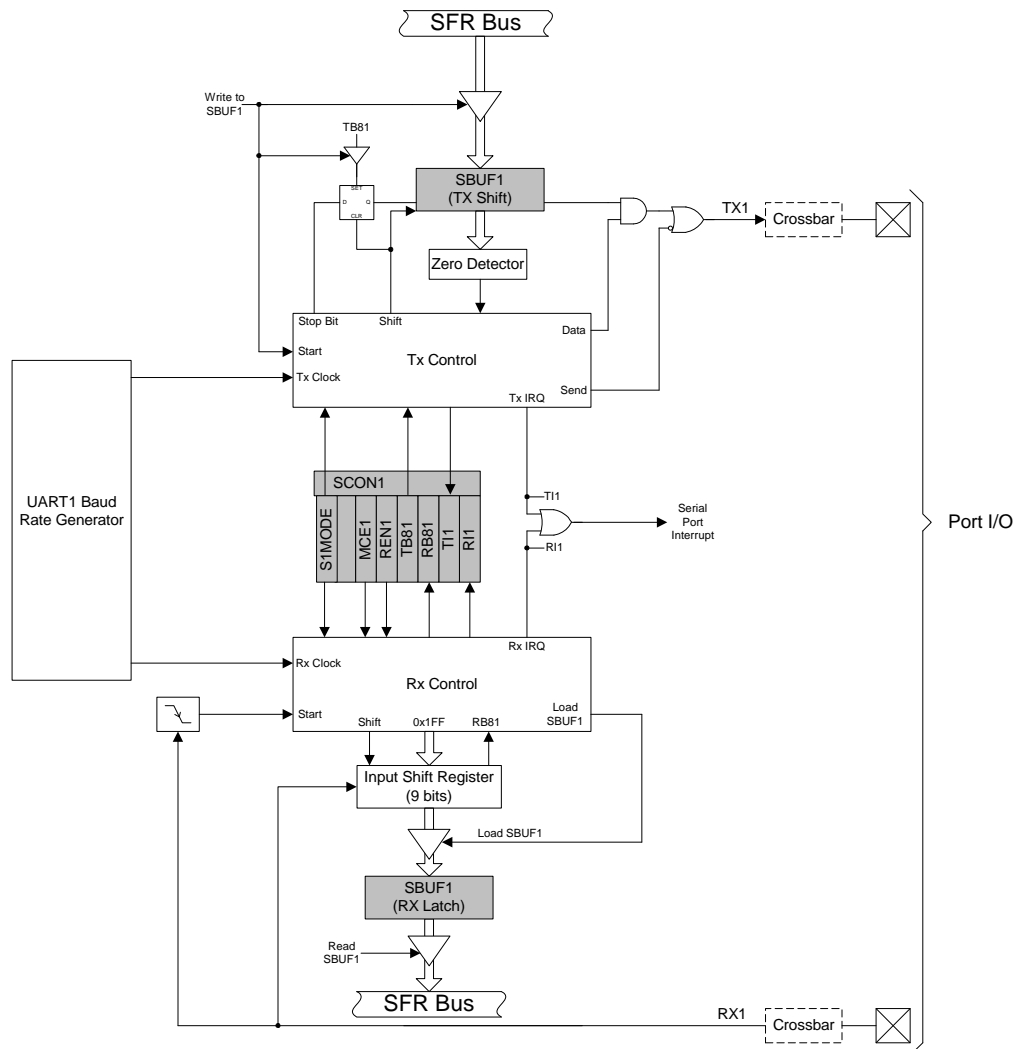 SFR Bus
Write to
SBUF1
TB81
SBUF1
(TX Shift)
SET
D
Q
CLR
TX1
Crossbar
Zero Detector
Stop Bit
Shift
Data
Start
Tx Control
Tx Clock
Send
Tx IRQ
UART1 Baud
Rate Generator
SCON1
S1MODE
MCE1
REN1
TB81
RB81
TI1
RI1
TI1
RI1
Serial
Port
Interrupt
Port I/O
Rx IRQ
Rx Clock
Rx Control
Start
Load
SBUF1
Shift
0x1FF
RB81
Input Shift Register
(9 bits)
Load SBUF1
SBUF1
(RX Latch)
Read
SBUF1
SFR Bus
RX1
Crossbar